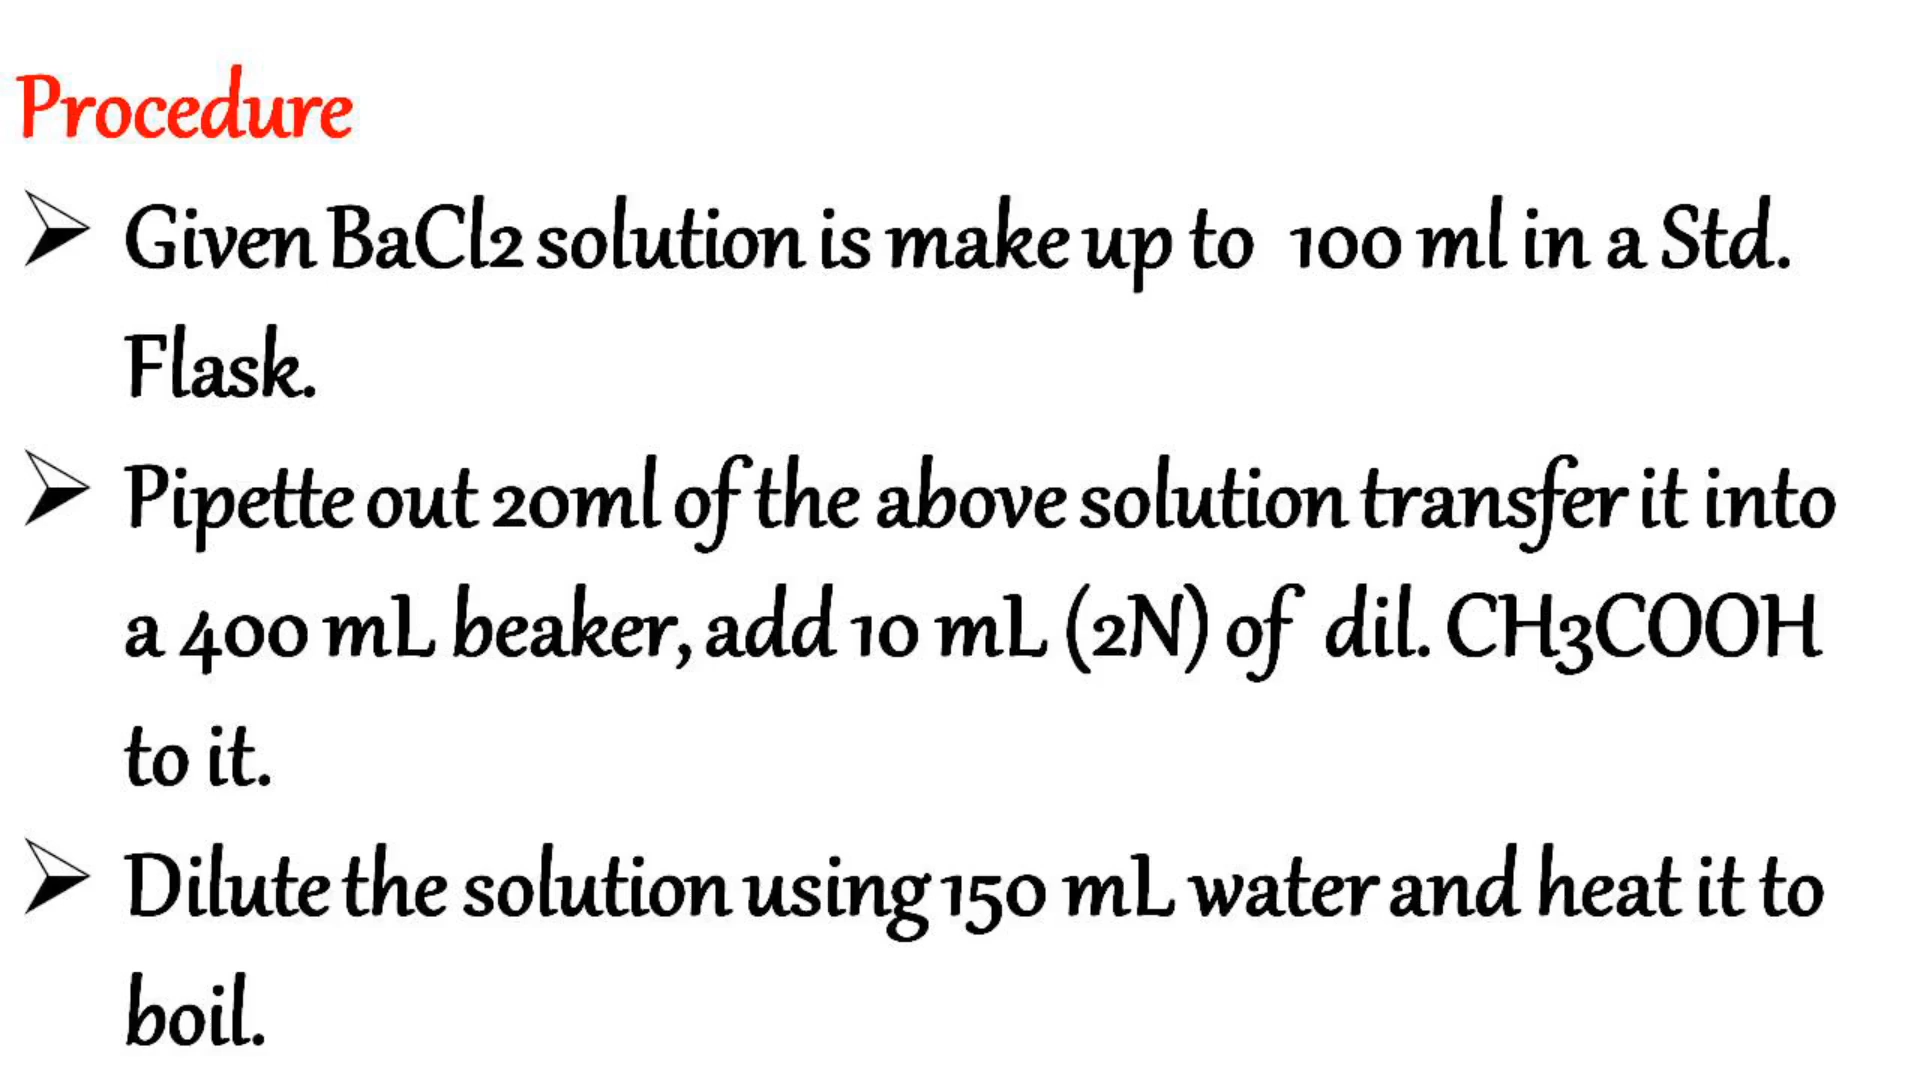 Procedure
Given BaCl2 solution is make up to 100 ml in a Std.
Flask.
Pipette out 20ml of the above solution transfer it into
a 400 mL beaker, add 10 mL (2N) of dil. CH3COOH
to it.
Dilute the solution using 150 mL water and heat it to
boil.